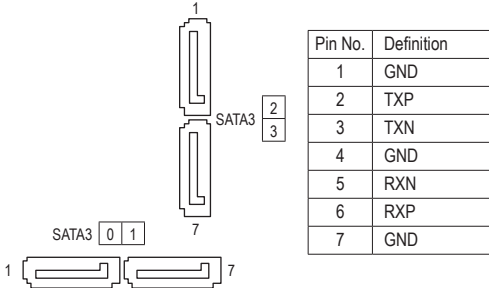 1
SATA3 2
3
7
SATA3 0 1
1 7
Pin No. Definition
1 GND
2 TXP
3 TXN
4 GND
5 RXN
6 RXP
7 GND